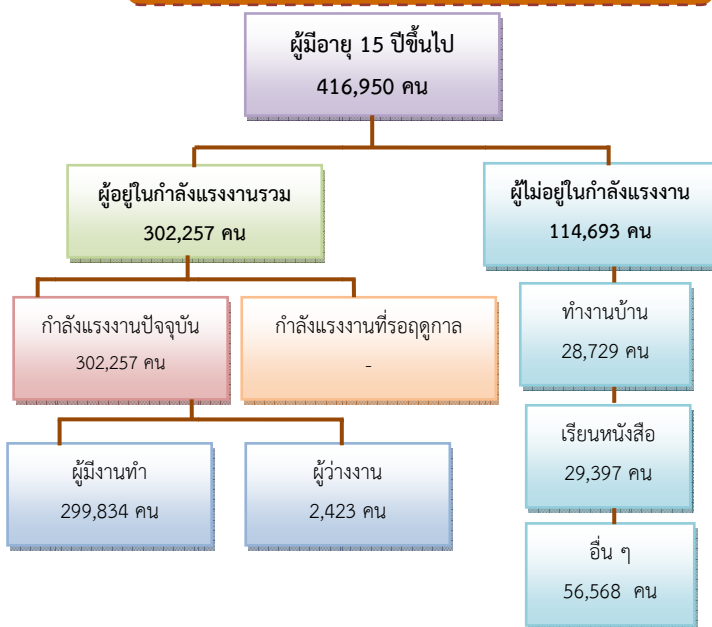 ผู้มีอายุ 15 ปีขึ้นไป
416,950 คน
ผู้อยู่ในกำลังแรงงานรวม
302,257 คน
ผู้ไม่อยู่ในกำลังแรงงาน
114,693 คน
กำลังแรงงานปัจจุบัน
302,257 คน
กำลังแรงงานที่รอฤดูกาล
-
ทำงานบ้าน
28,729 คน
เรียนหนังสือ
29,397 คน
ผู้มีงานทำ
299,834 คน
ผู้ว่างงาน
2,423 คน
อื่น ๆ
56,568 คน